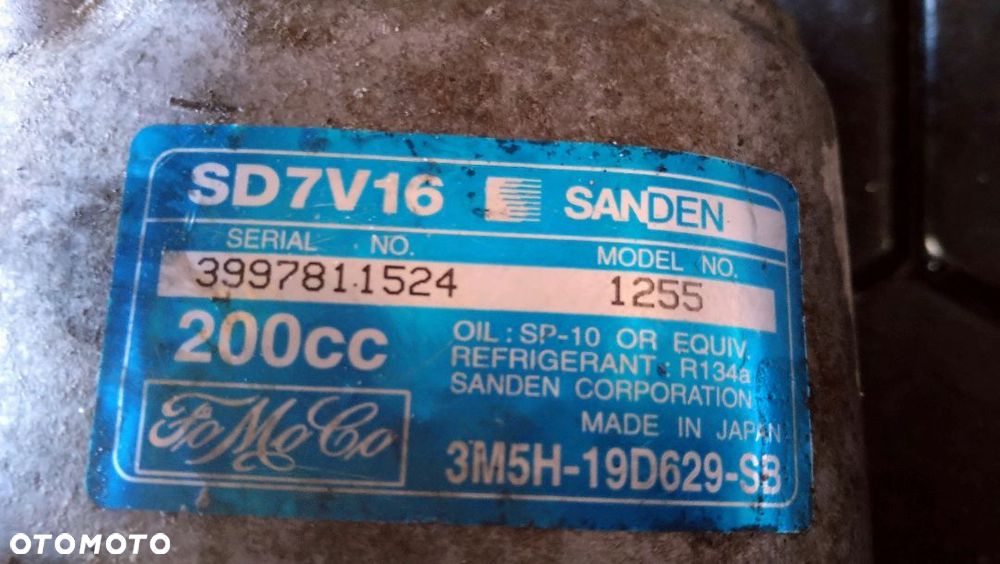 SD7V16 SANDEN
SERIAL NO. MODEL NO.
3997811524 1255
200cc
OIL : SP-10 OR EQUIV.
REFRIGERANT : R134a
SANDEN CORPORATION
MADE IN JAPAN
FoMoCo
3M5H-19D629-SB
OTOMOTO